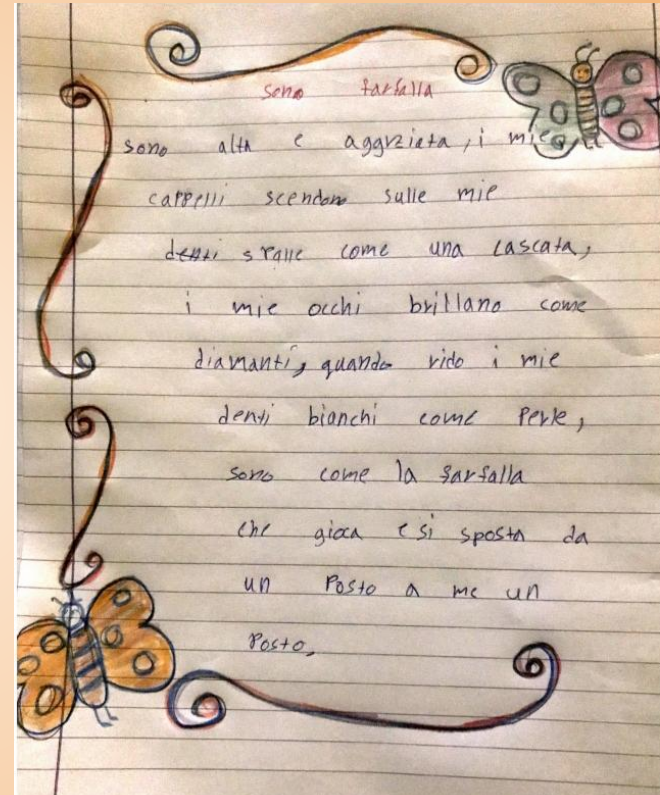 sono farfalla
sono alta e aggrziata, i mie
cappelli scendono sulle mie
denti spalle come una cascata,
i mie occhi brillano come
diamanti, quando rido i mie
denti bianchi come Perle,
sono come la farfalla
che gioca e si sposta da
un Posto a me un
Posto,